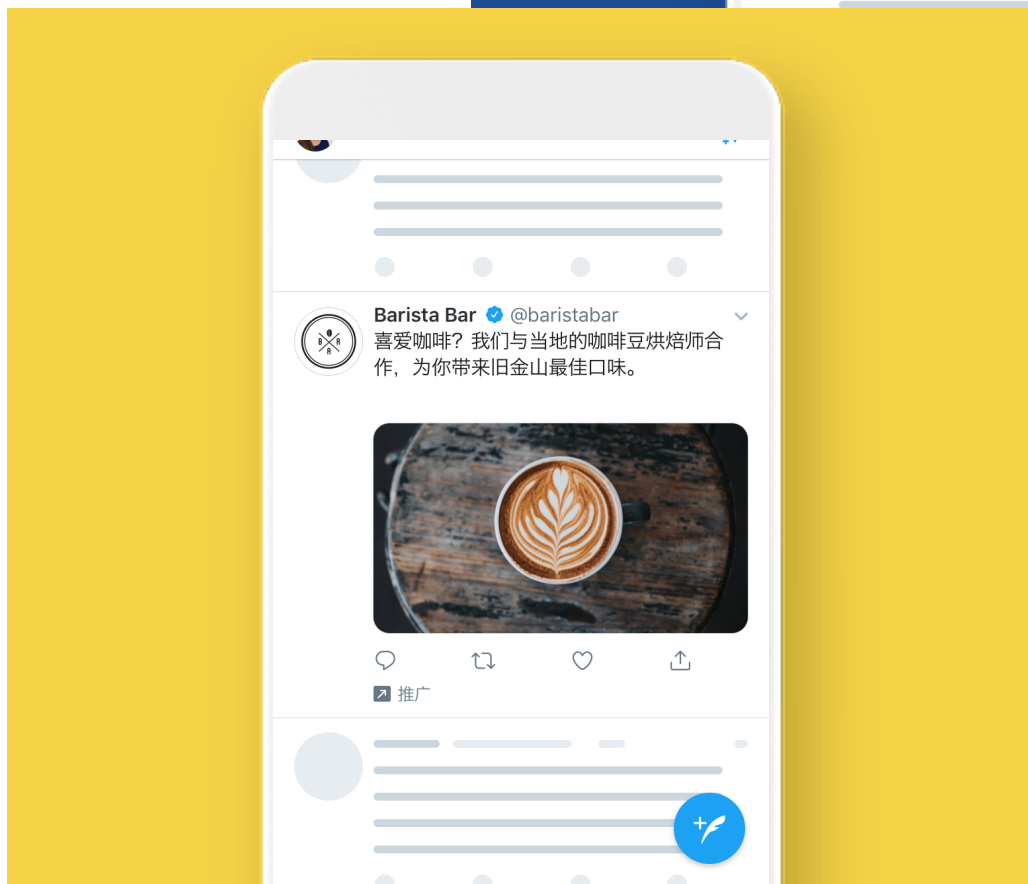 Barista Bar @baristabar
喜爱咖啡？我们与当地的咖啡豆烘焙师合
作，为你带来旧金山最佳口味。
B R
R
推广